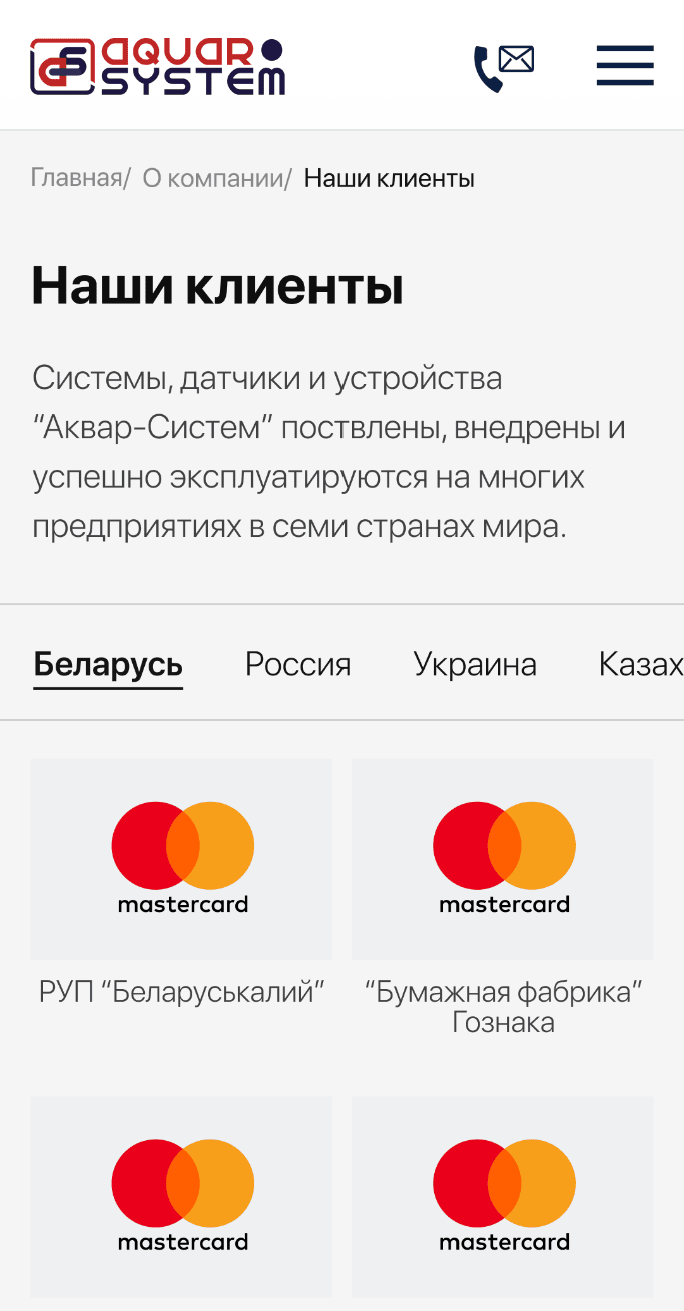 AQUAR
SYSTEM
Главная/ О компании/ Наши клиенты
Наши клиенты
Системы, датчики и устройства
“Аквар-Систем” поствлены, внедрены и
успешно эксплуатируются на многих
предприятиях в семи странах мира.
Беларусь Россия Украина Казах
mastercard mastercard
РУП “Беларуськалий” “Бумажная фабрика”
Гознака
mastercard mastercard